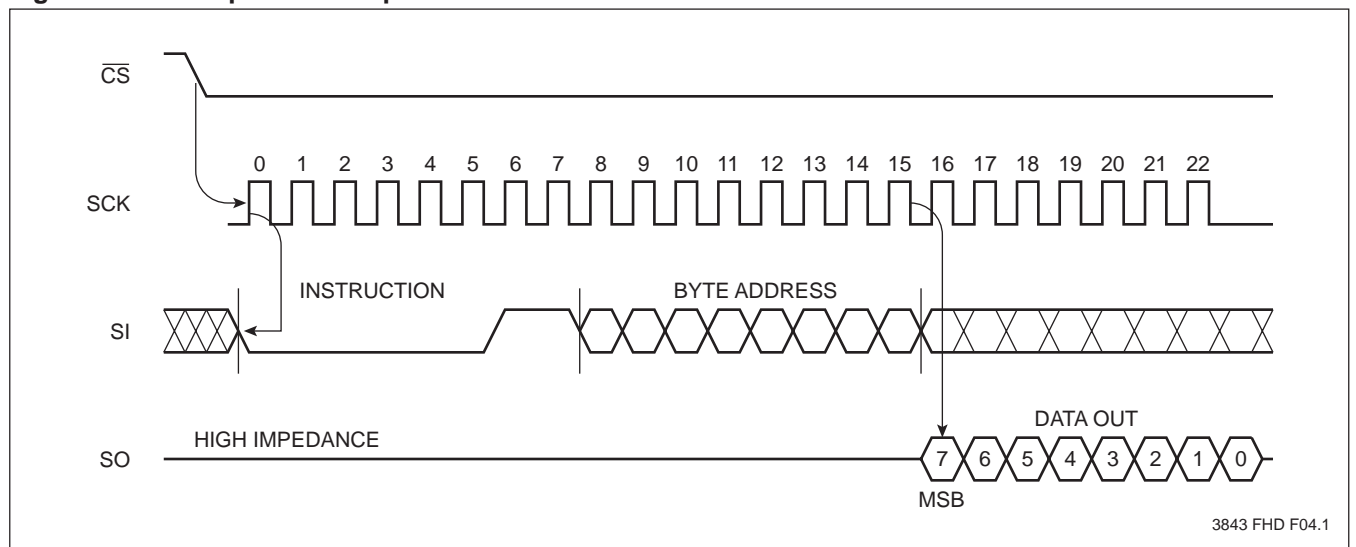 CS
0 1 2 3 4 5 6 7 8 9 10 11 12 13 14 15 16 17 18 19 20 21 22
SCK
INSTRUCTION BYTE ADDRESS
SI
DATA OUT
HIGH IMPEDANCE
SO
7 6 5 4 3 2 1 0
MSB
3843 FHD F04.1